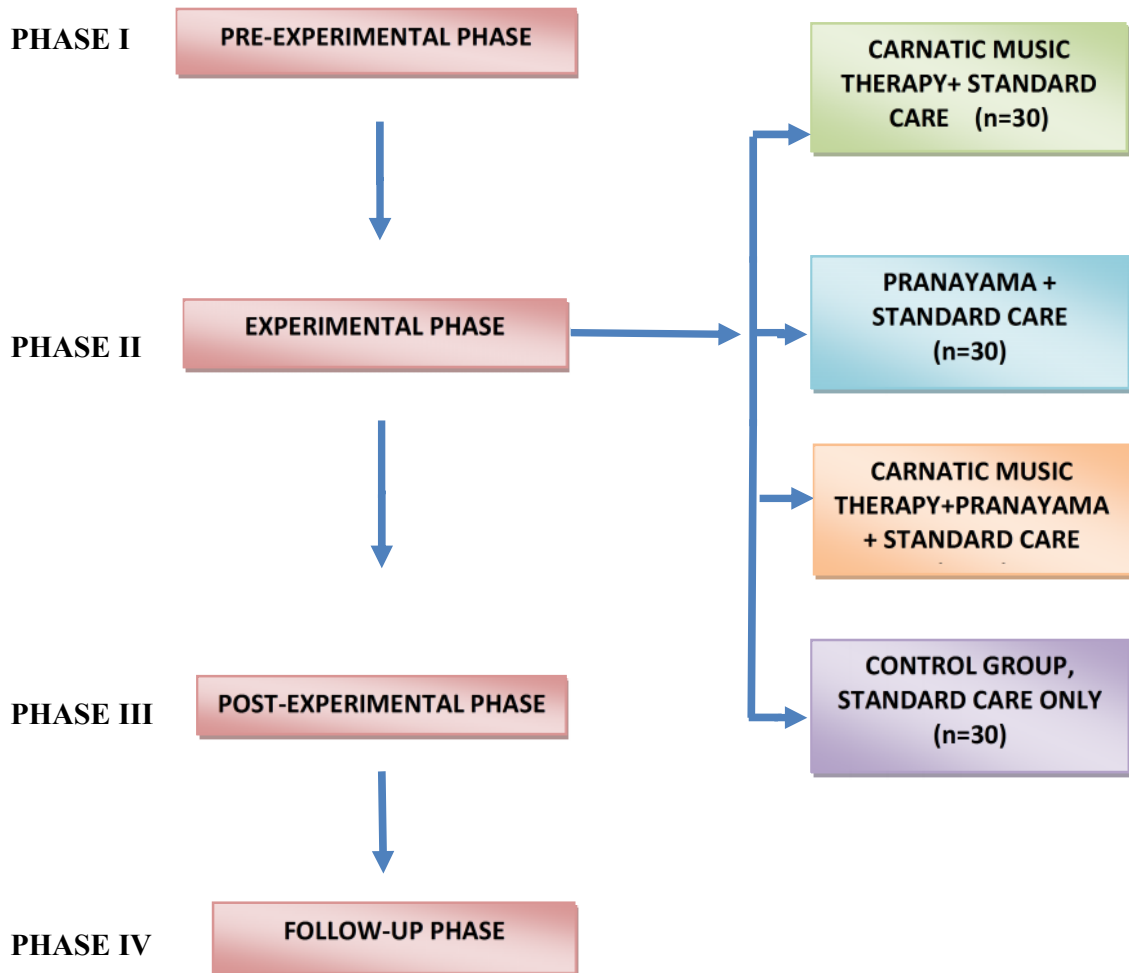 PHASE I
PRE-EXPERIMENTAL PHASE
CARNATIC MUSIC
THERAPY+ STANDARD
CARE (n=30)
PHASE II
EXPERIMENTAL PHASE
PRANAYAMA +
STANDARD CARE
(n=30)
CARNATIC MUSIC
THERAPY+PRANAYAMA
+ STANDARD CARE
PHASE III
POST-EXPERIMENTAL PHASE
CONTROL GROUP,
STANDARD CARE ONLY
(n=30)
PHASE IV
FOLLOW-UP PHASE